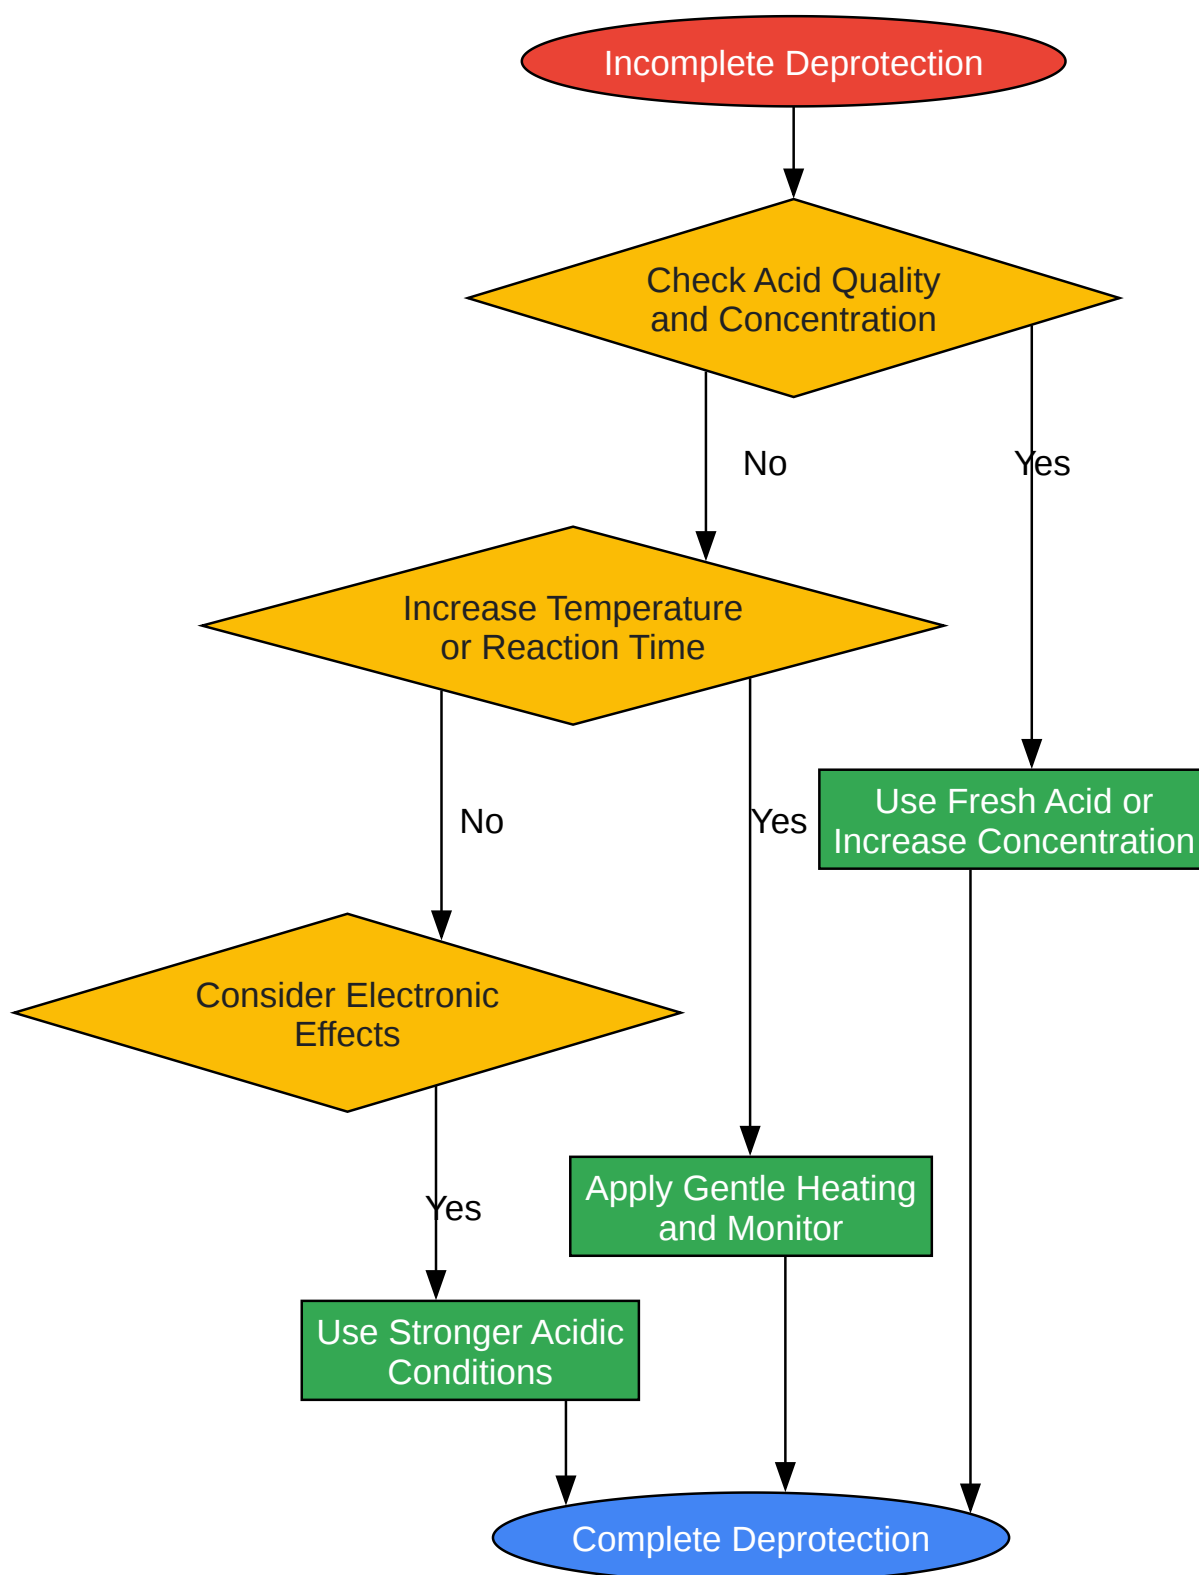 Incomplete Deprotection
Check Acid Quality
and Concentration
No
Yes
Increase Temperature
or Reaction Time
Use Fresh Acid or
Increase Concentration
No
Yes
Consider Electronic
Effects
Apply Gentle Heating
and Monitor
Yes
Use Stronger Acidic
Conditions
Complete Deprotection